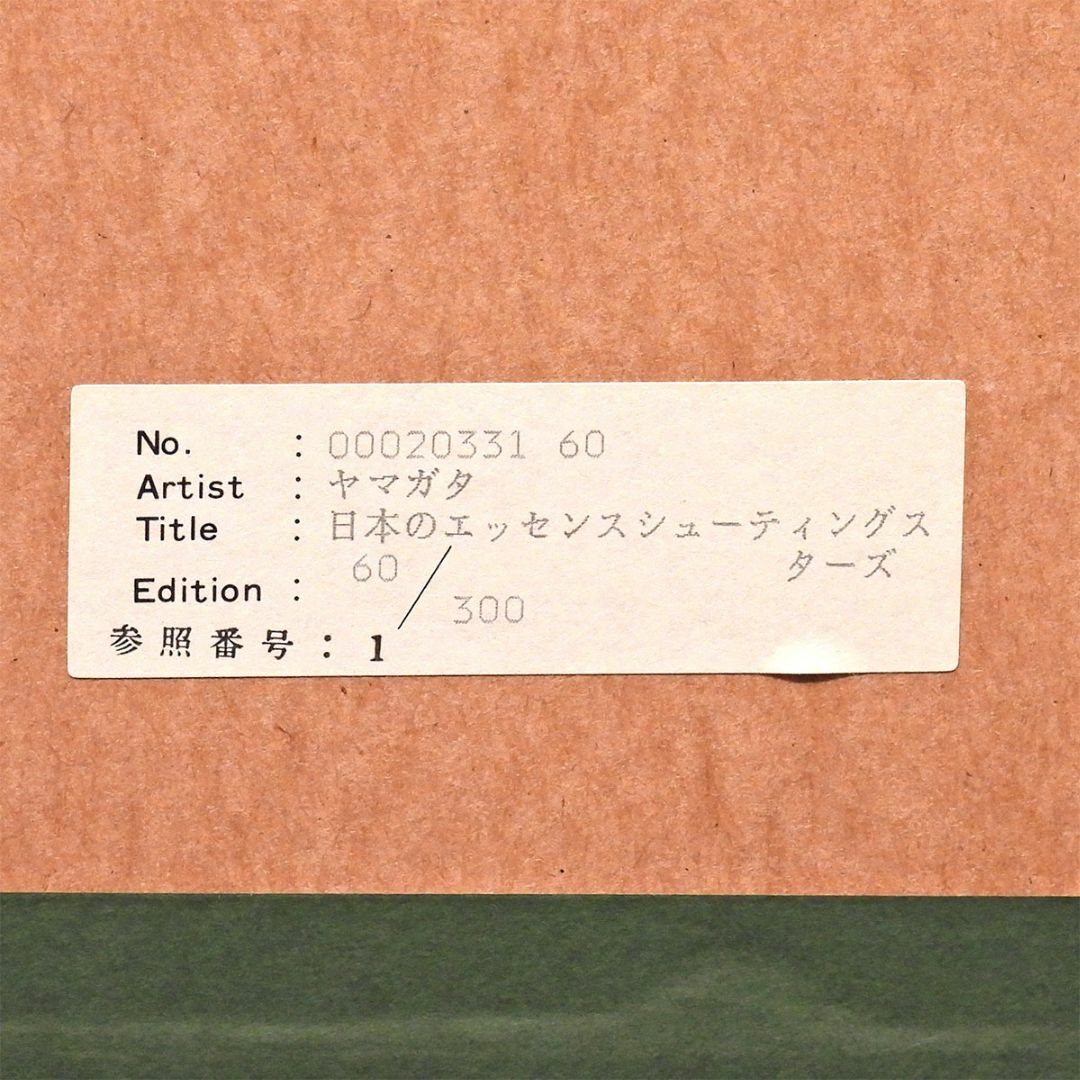 No. : 00020331 60
Artist : ヤマガタ
Title : 日本のエッセンスシューティングス
ターズ
Edition : 60/300
参照番号:1